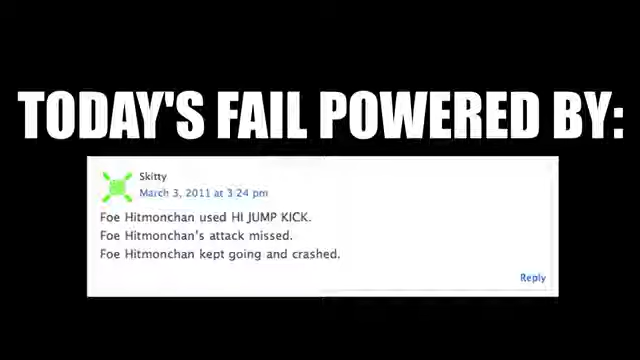 TODAY'S FAIL POWERED BY:
Skitty
March 3, 2011 at 3:24 pm
Foe Hitmonchan used HI JUMP KICK.
Foe Hitmonchan's attack missed.
Foe Hitmonchan kept going and crashed.
Reply